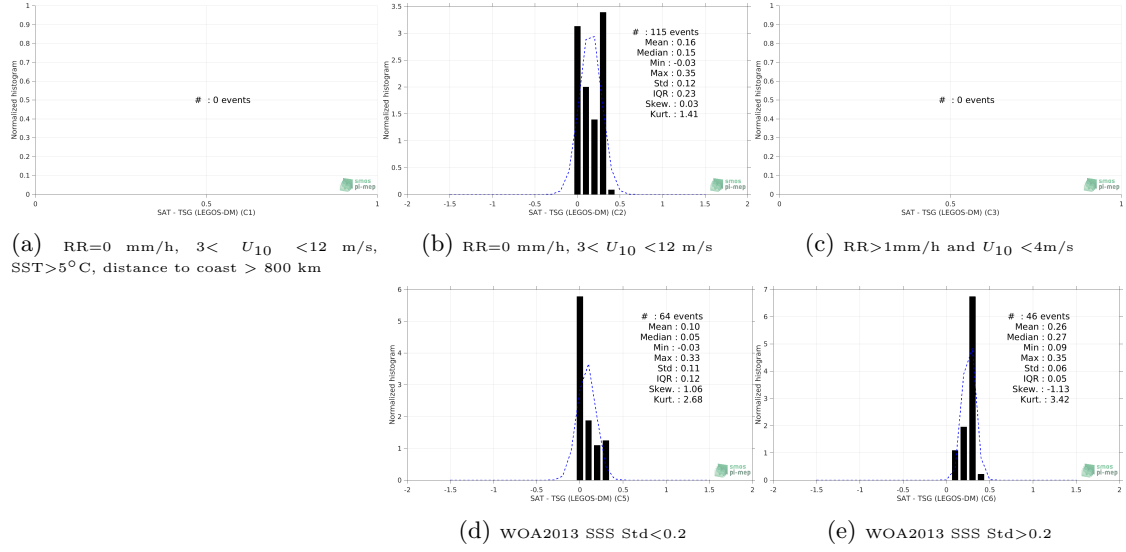 1
0.9
0.8
0.7
0.6
0.5
0.4
0.3
0.2
0.1
0
0
0.5
1
Normalized histogram
# : 0 events
smos
pi-mep
SAT - TSG (LEGOS-DM) (C1)
(a) RR=0 mm/h, 3< U10 <12 m/s,
SST>5°C, distance to coast > 800 km
3.5
3
2.5
2
1.5
1
0.5
0
-2
-1.5
-1
-0.5
0
0.5
1
1.5
2
Normalized histogram
# : 115 events
Mean : 0.16
Median : 0.15
Min : -0.03
Max : 0.35
Std : 0.12
IQR : 0.23
Skew. : 0.03
Kurt. : 1.41
smos
pi-mep
SAT - TSG (LEGOS-DM) (C2)
(b) RR=0 mm/h, 3< U10 <12 m/s
1
0.9
0.8
0.7
0.6
0.5
0.4
0.3
0.2
0.1
0
0
0.5
1
Normalized histogram
# : 0 events
smos
pi-mep
SAT - TSG (LEGOS-DM) (C3)
(c) RR>1mm/h and U10 <4m/s
6
5
4
3
2
1
0
-2
-1.5
-1
-0.5
0
0.5
1
1.5
2
Normalized histogram
# : 64 events
Mean : 0.10
Median : 0.05
Min : -0.03
Max : 0.33
Std : 0.11
IQR : 0.12
Skew. : 1.06
Kurt. : 2.68
smos
pi-mep
SAT - TSG (LEGOS-DM) (C5)
(d) WOA2013 SSS Std<0.2
7
6
5
4
3
2
1
0
-2
-1.5
-1
-0.5
0
0.5
1
1.5
2
Normalized histogram
# : 46 events
Mean : 0.26
Median : 0.27
Min : 0.09
Max : 0.35
Std : 0.06
IQR : 0.05
Skew. : -1.13
Kurt. : 3.42
smos
pi-mep
SAT - TSG (LEGOS-DM) (C6)
(e) WOA2013 SSS Std>0.2